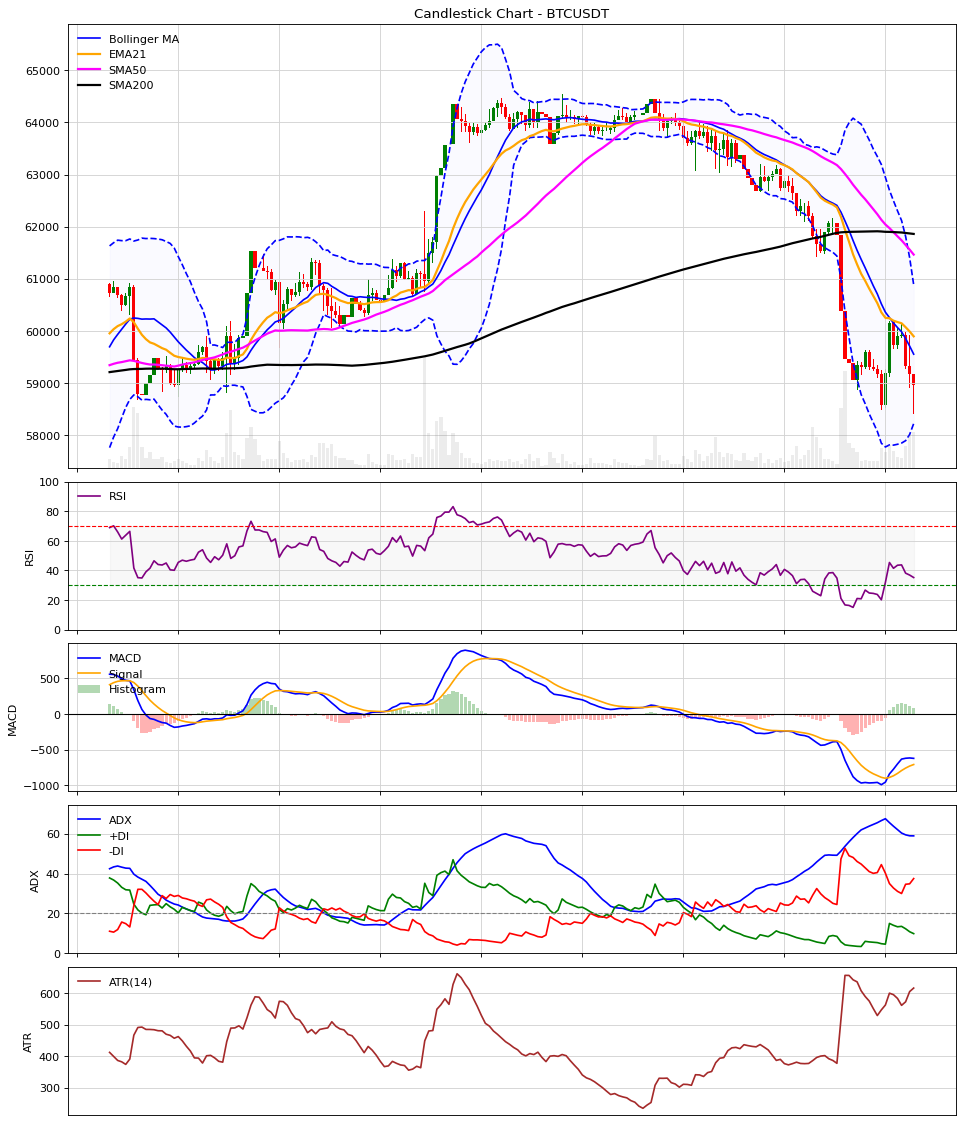 Candlestick Chart - BTCUSDT
Bollinger MA
EMA21
SMA50
SMA200
65000
64000
63000
62000
61000
60000
59000
58000
RSI
100
80
60
40
20
0
RSI
MACD
Signal
Histogram
500
0
−500
−1000
MACD
ADX
+DI
-DI
60
40
20
0
ADX
ATR(14)
600
500
400
300
ATR